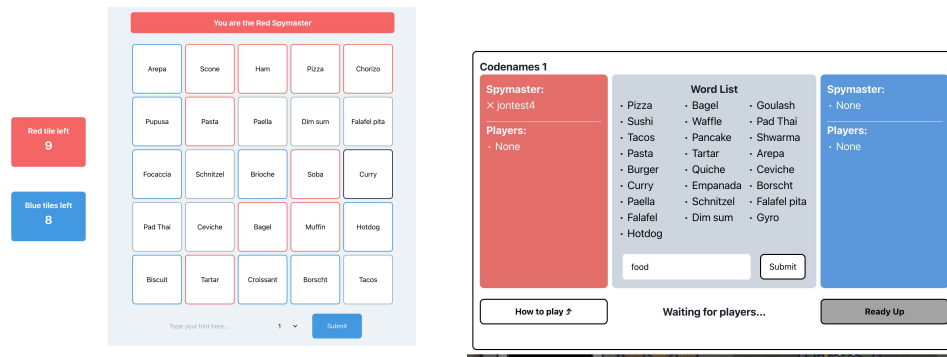 You are the Red Spymaster
Red tile left
9
Blue tiles left
8
Arepa Scone Ham Pizza Chorizo
Pupusa Pasta Paella Dim sum Falafel pita
Focaccia Schnitzel Brioche Soba Curry
Pad Thai Ceviche Bagel Muffin Hotdog
Biscuit Tartar Croissant Borscht Tacos
Type your hint here... 1 Submit
Codenames 1
Spymaster:
× jontest4
Players:
· None
Word List
· Pizza · Bagel · Goulash
· Sushi · Waffle · Pad Thai
· Tacos · Pancake · Shwarma
· Pasta · Tartar · Arepa
· Burger · Quiche · Ceviche
· Curry · Empanada · Borscht
· Paella · Schnitzel · Falafel pita
· Falafel · Dim sum · Gyro
· Hotdog
food Submit
Spymaster:
· None
Players:
· None
How to play ? Waiting for players... Ready Up